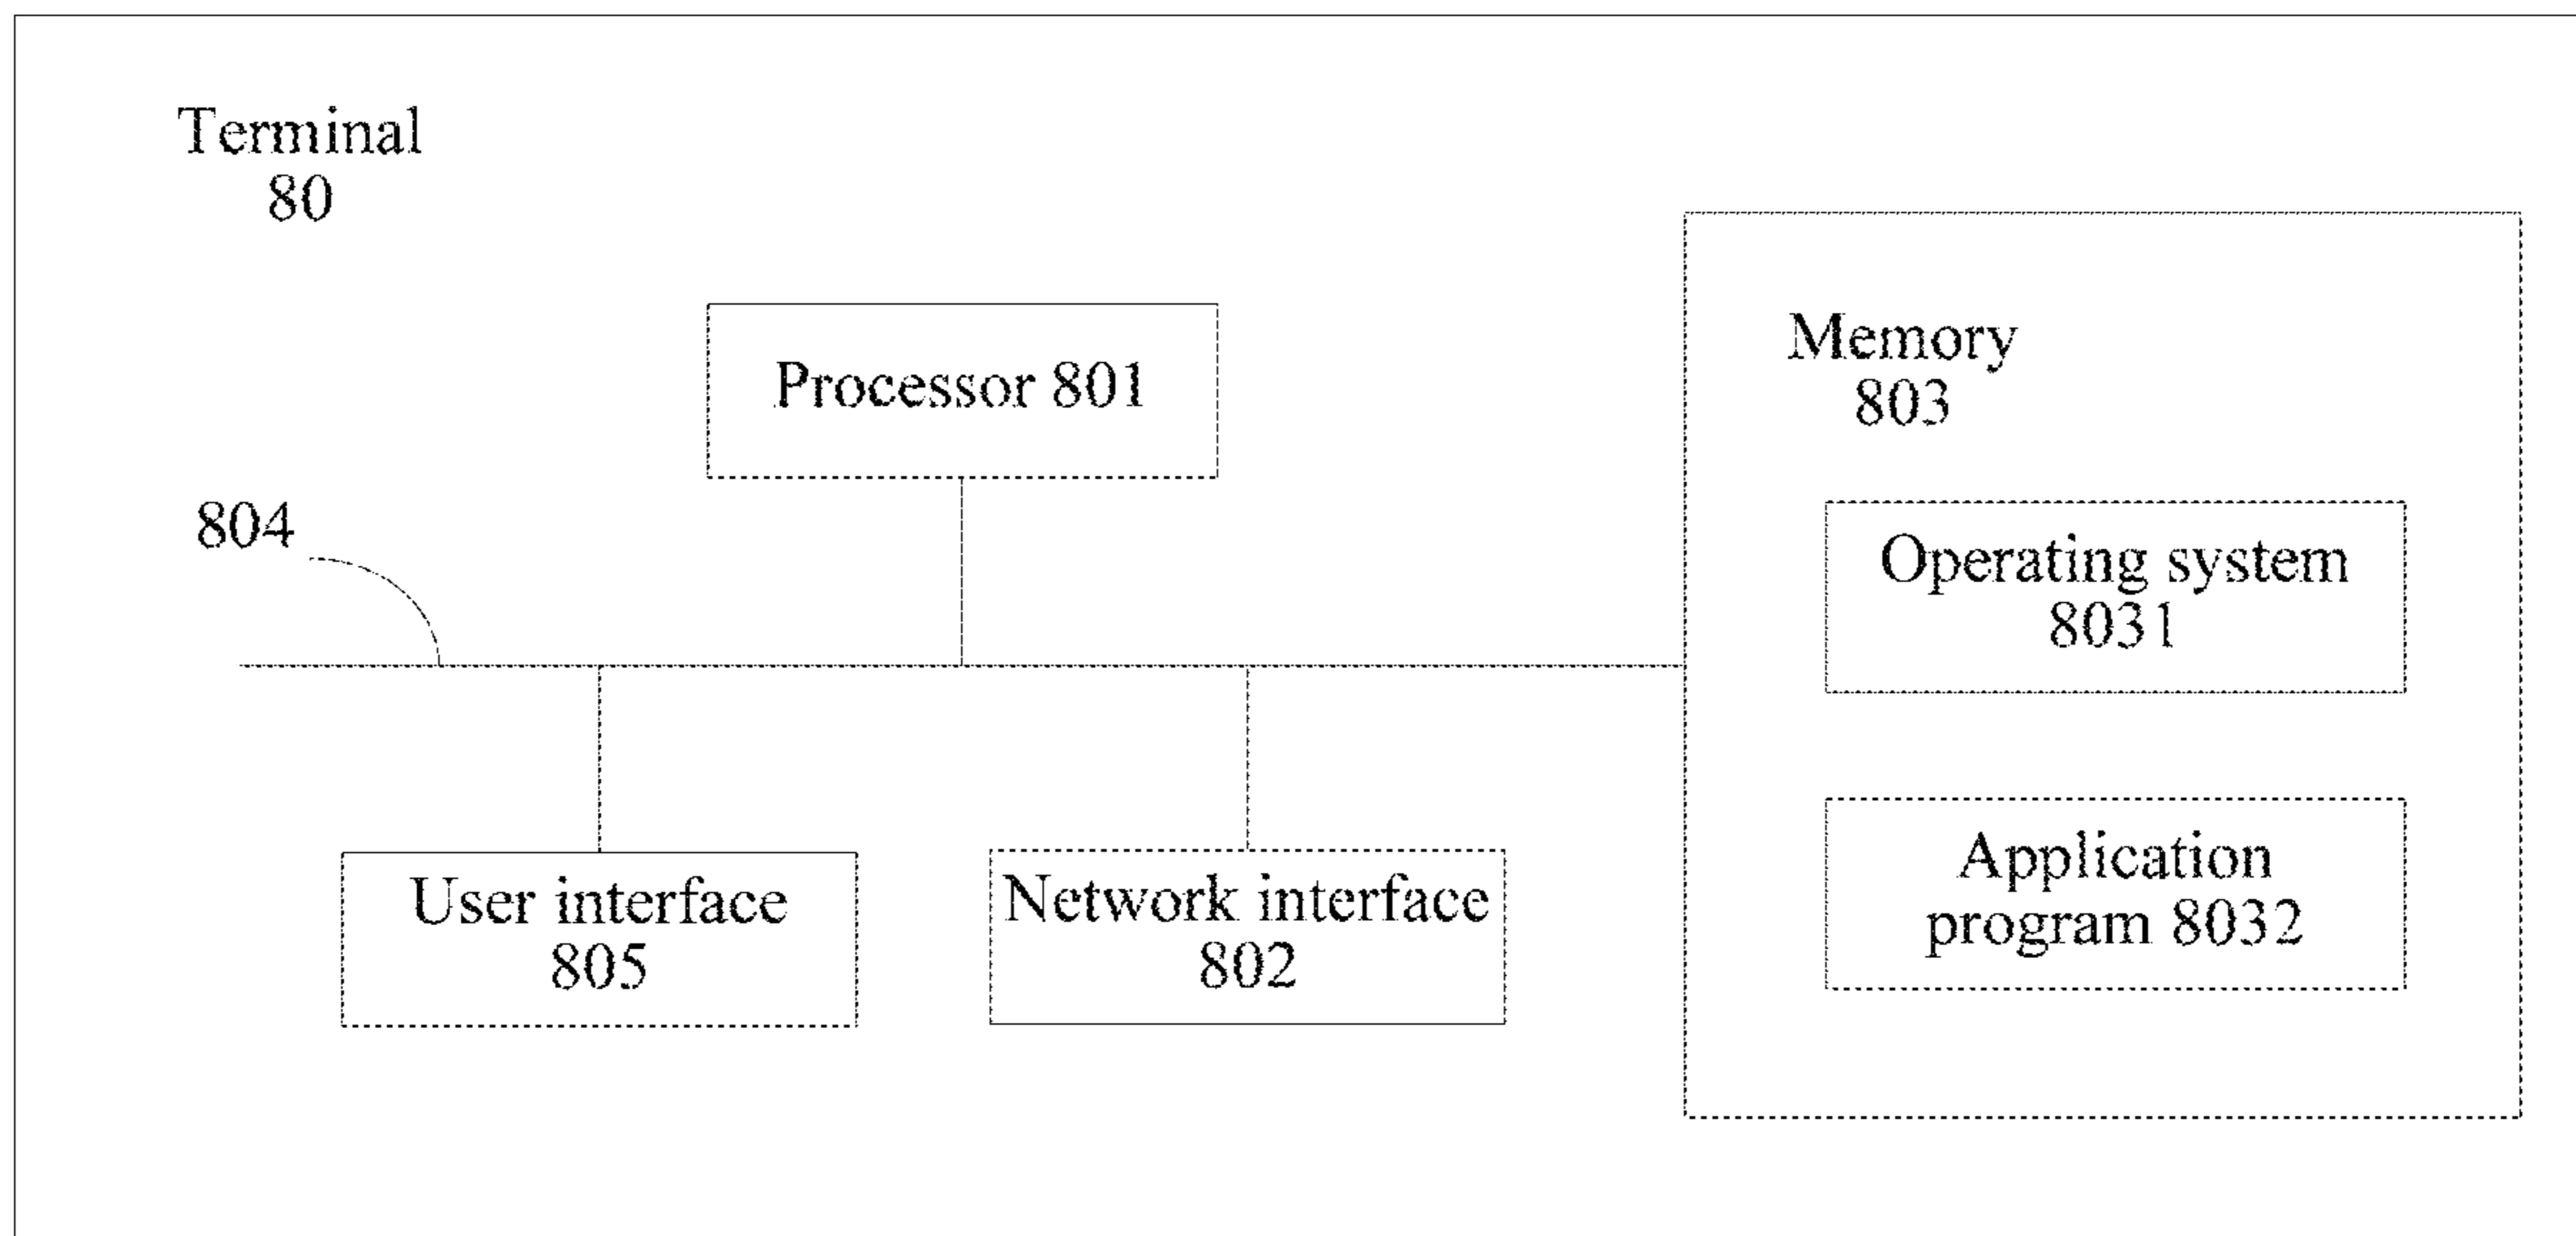 Terminal
80
Processor 801
Memory
803
804
Operating system
8031
Application
program 8032
User interface
805
Network interface
802